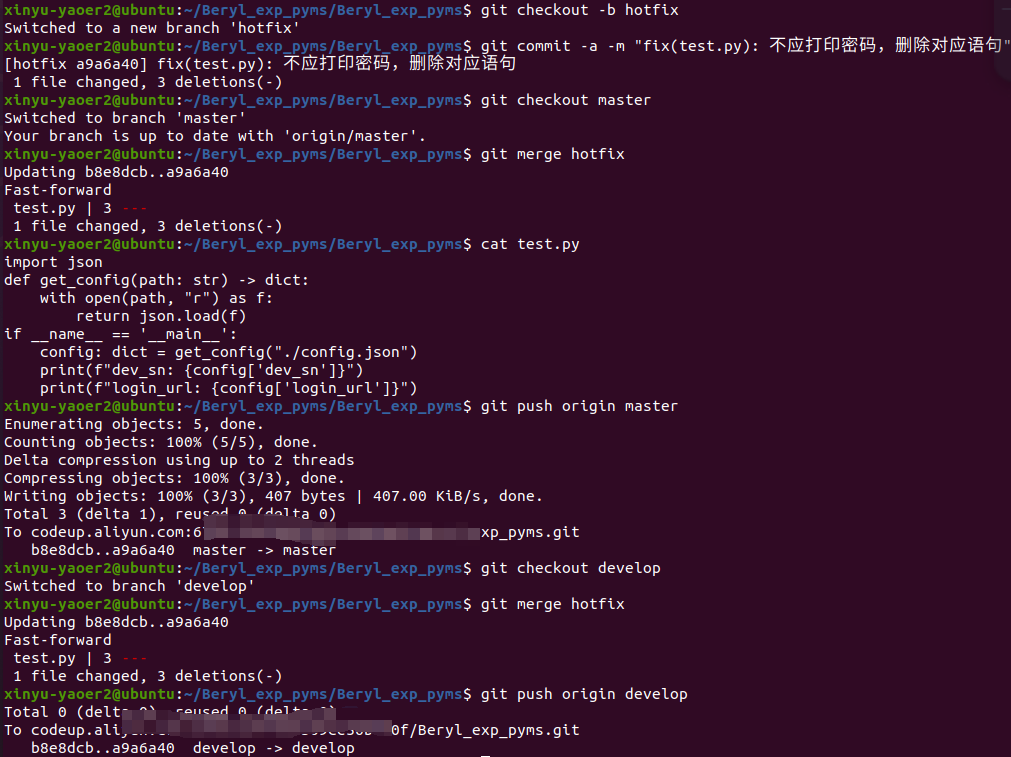 xinyu-yaoer2@ubuntu:~/Beryl_exp_pyms/Beryl_exp_pyms$ git checkout -b hotfix
Switched to a new branch 'hotfix'
xinyu-yaoer2@ubuntu:~/Beryl_exp_pyms/Beryl_exp_pyms$ git commit -a -m "fix(test.py): 不应打印密码，删除对应语句"
[hotfix a9a6a40] fix(test.py): 不应打印密码，删除对应语句
 1 file changed, 3 deletions(-)
xinyu-yaoer2@ubuntu:~/Beryl_exp_pyms/Beryl_exp_pyms$ git checkout master
Switched to branch 'master'
Your branch is up to date with 'origin/master'.
xinyu-yaoer2@ubuntu:~/Beryl_exp_pyms/Beryl_exp_pyms$ git merge hotfix
Updating b8e8dcb..a9a6a40
Fast-forward
 test.py | 3 ---
 1 file changed, 3 deletions(-)
xinyu-yaoer2@ubuntu:~/Beryl_exp_pyms/Beryl_exp_pyms$ cat test.py
import json
def get_config(path: str) -> dict:
    with open(path, "r") as f:
        return json.load(f)
if __name__ == '__main__':
    config: dict = get_config("./config.json")
    print(f"dev_sn: {config['dev_sn']}")
    print(f"login_url: {config['login_url']}")
xinyu-yaoer2@ubuntu:~/Beryl_exp_pyms/Beryl_exp_pyms$ git push origin master
Enumerating objects: 5, done.
Counting objects: 100% (5/5), done.
Delta compression using up to 2 threads
Compressing objects: 100% (3/3), done.
Writing objects: 100% (3/3), 407 bytes | 407.00 KiB/s, done.
Total 3 (delta 1), reused 0 (delta 0)
To codeup.aliyun.com: xp_pyms.git
   b8e8dcb..a9a6a40  master -> master
xinyu-yaoer2@ubuntu:~/Beryl_exp_pyms/Beryl_exp_pyms$ git checkout develop
Switched to branch 'develop'
xinyu-yaoer2@ubuntu:~/Beryl_exp_pyms/Beryl_exp_pyms$ git merge hotfix
Updating b8e8dcb..a9a6a40
Fast-forward
 test.py | 3 ---
 1 file changed, 3 deletions(-)
xinyu-yaoer2@ubuntu:~/Beryl_exp_pyms/Beryl_exp_pyms$ git push origin develop
Total 0 (delta 0), reused 0 (delta 0)
To 0f/Beryl_exp_pyms.git
   b8e8dcb..a9a6a40  develop -> develop